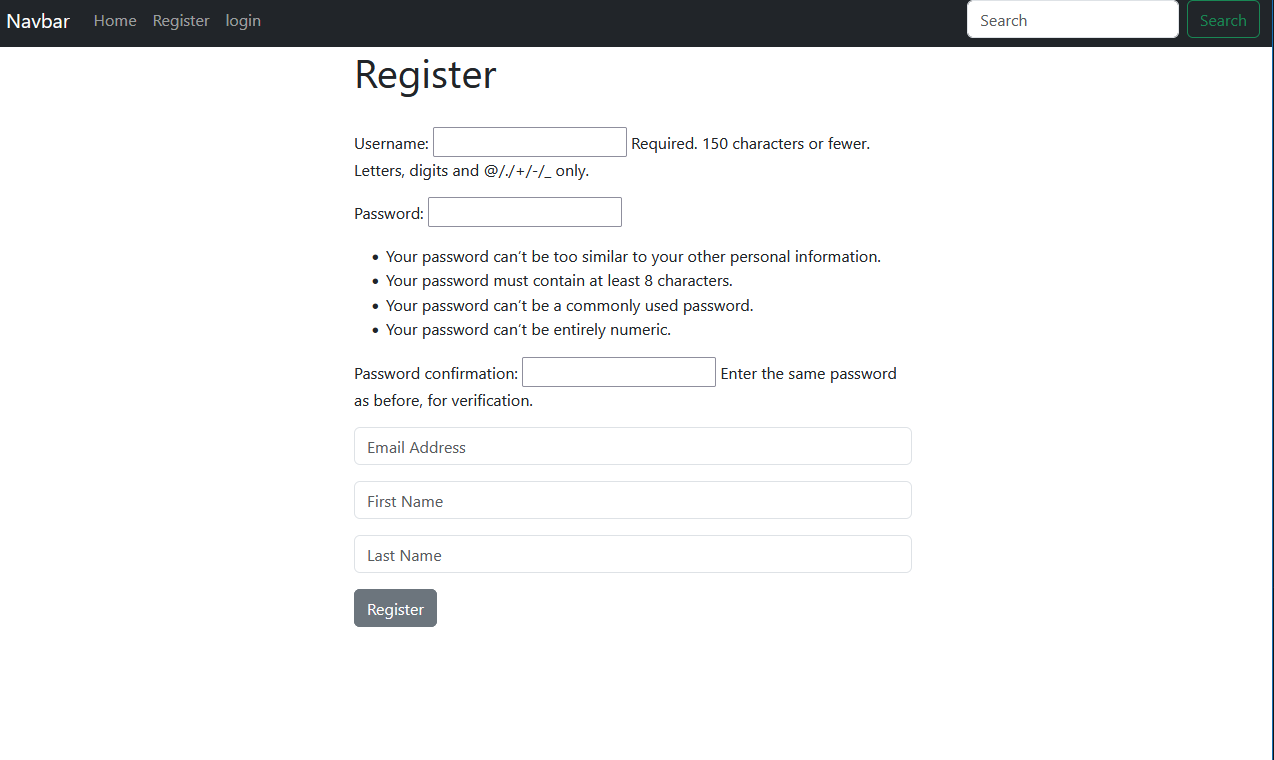 Navbar Home Register login Search Search
Register
Username: Required. 150 characters or fewer.
Letters, digits and @/./+/-/_ only.
Password:
Your password can’t be too similar to your other personal information.
Your password must contain at least 8 characters.
Your password can’t be a commonly used password.
Your password can’t be entirely numeric.
Password confirmation: Enter the same password
as before, for verification.
Email Address
First Name
Last Name
Register